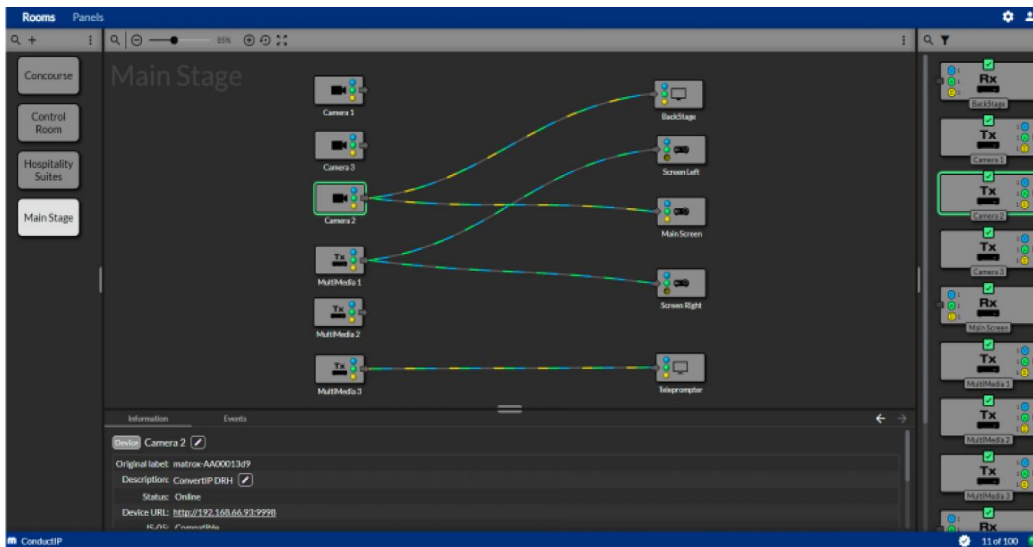 Rooms Panels
85%
Concourse
Control
Room
Hospitality
Suites
Main Stage
Main Stage
Camera 1
Camera 3
Camera 2
Tx
MultiMedia 1
Tx
MultiMedia 2
Tx
MultiMedia 3
BackStage
Screen Left
Main Screen
Screen Right
Teleprompter
Rx
BackStage
Tx
Camera 1
Tx
Camera 2
Tx
Camera 3
Rx
Main Screen
Tx
MultiMedia 1
Tx
MultiMedia 2
Tx
MultiMedia 3
Rx
Information Events
Device Camera 2
Original label: matrox-AA00013d9
Description: ConvertIP DRH
Status: Online
Device URL: http://192.168.66.93:9998
IS-05: Compatible
ConductIP
11 of 100